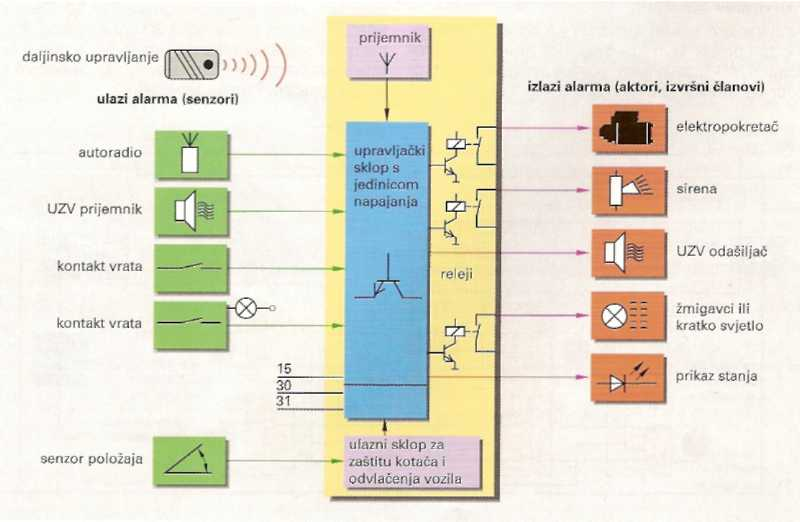 daljinsko upravljanje
ulazi alarma (senzori)
autoradio
UZV prijemnik
kontakt vrata
kontakt vrata
15
30
31
senzor položaja
prijemnik
upravljački
sklop s
jedinicom
napajanja
releji
ulazni sklop za
zaštitu kotača i
odvlačenja vozila
izlazi alarma (aktori, izvršni članovi)
elektropokretač
sirena
UZV odašiljač
žmigavci ili
kratko svjetlo
prikaz stanja